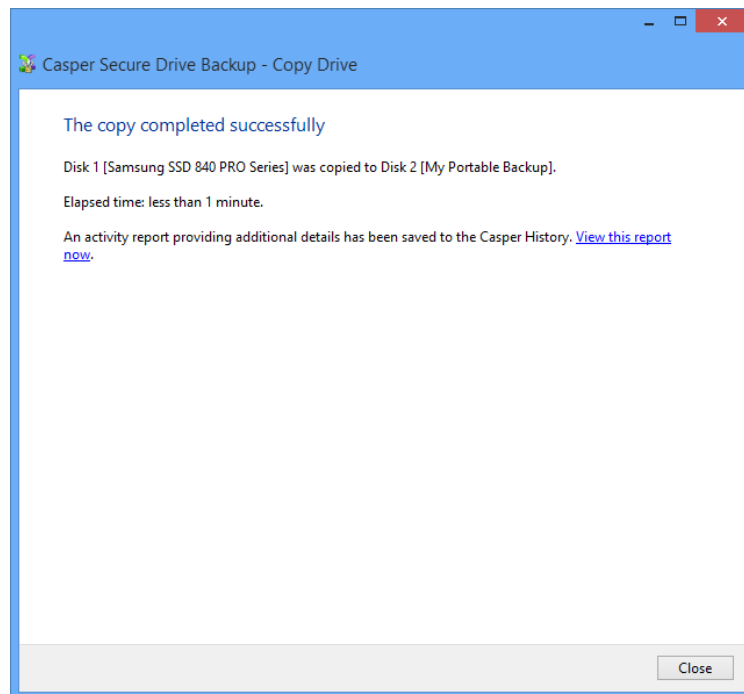 Casper Secure Drive Backup - Copy Drive
The copy completed successfully
Disk 1 [Samsung SSD 840 PRO Series] was copied to Disk 2 [My Portable Backup].
Elapsed time: less than 1 minute.
An activity report providing additional details has been saved to the Casper History. View this report
now.
Close